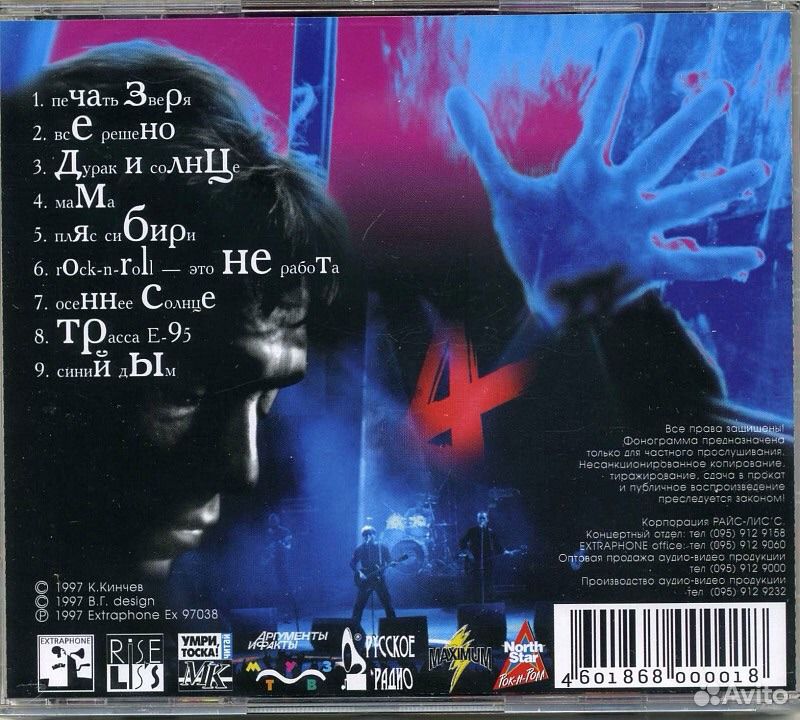 1. печать Зверя
2. всЕ решено
3. Дурак и солнце
4. маМа
5. пляс сибири
6. rock-n-roll — это не работа
7. осеннее Солнце
8. трасса Е-95
9. синий дым
4
Все права защищены!
Фонограмма предназначена
только для частного прослушивания.
Несанкционированное копирование,
тиражирование, сдача в прокат
и публичное воспроизведение
преследуется законом!
Корпорация РАЙС-ЛИС'С.
Концертный отдел: тел (095) 912 9158
EXTRAPHONE office: тел (095) 912 9060
Оптовая продажа аудио-видео продукции
тел (095) 912 9000
Производство аудио-видео продукции
тел (095) 912 9232
© 1997 К.Кинчев
© 1997 В.Г. design
℗ 1997 Extraphone Ex 97038
EXTRAPHONE
RiSE
LISS
УМРИ,
ТОСКА!
ЧИТАЙ
МК
АРГУМЕНТЫ
И ФАКТЫ
МУЗ
ТВ
® РУССКОЕ
РАДИО
MAXIMUM
North
Star
РОК-Н-РОЛЛ
4 601868 000018
Avito